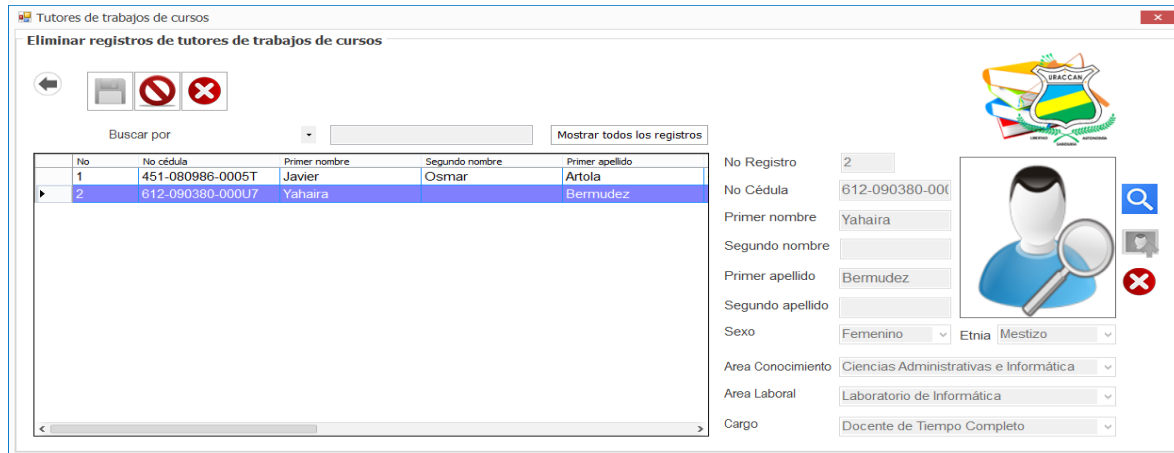 Tutores de trabajos de cursos
Eliminar registros de tutores de trabajos de cursos
URACCAN
Buscar por
Mostrar todos los registros
No No cédula Primer nombre Segundo nombre Primer apellido
1 451-080986-0005T Javier Osmar Artola
2 612-090380-000U7 Yahaira Bermudez
No Registro 2
No Cédula 612-090380-00(
Primer nombre Yahaira
Segundo nombre
Primer apellido Bermudez
Segundo apellido
Sexo Femenino Etnia Mestizo
Area Conocimiento Ciencias Administrativas e Informática
Area Laboral Laboratorio de Informática
Cargo Docente de Tiempo Completo